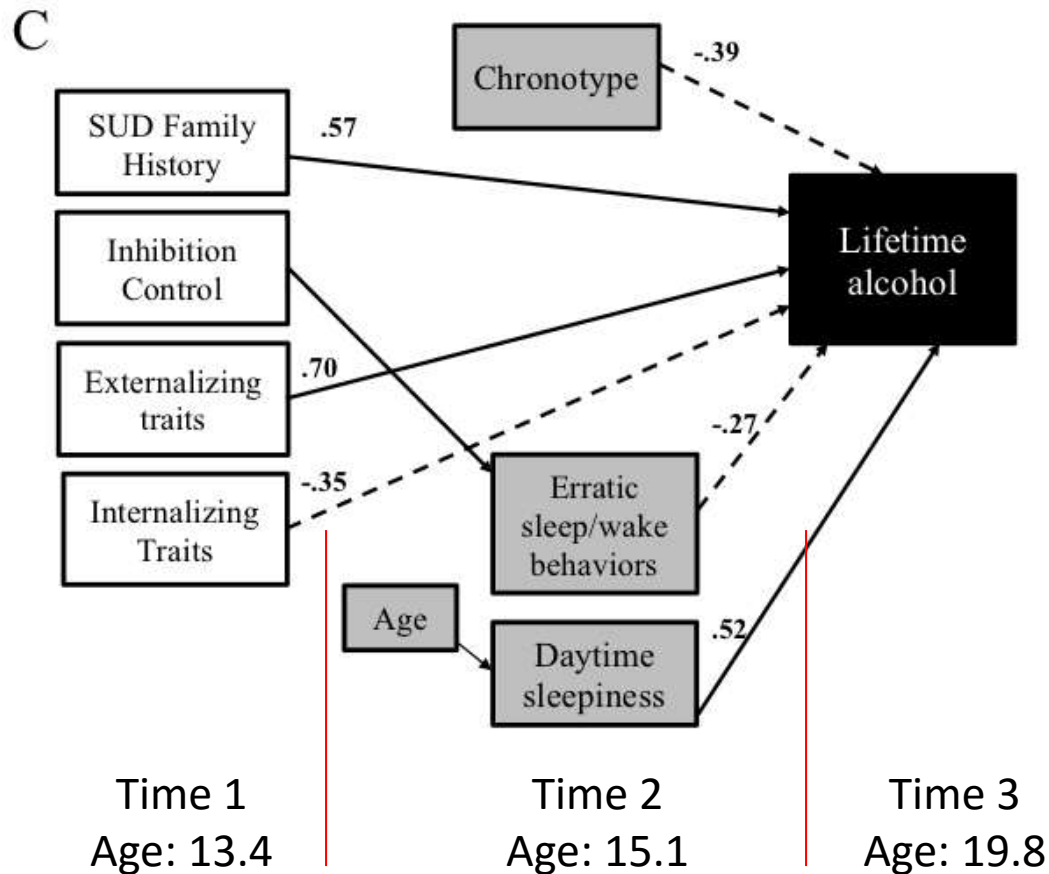 C
Chronotype
-.39
SUD Family
History
.57
Inhibition
Control
Lifetime
alcohol
Externalizing
traits
.70
-.27
Internalizing
Traits
-.35
Erratic
sleep/wake
behaviors
Age
Daytime
sleepiness
.52
Time 1
Age: 13.4
Time 2
Age: 15.1
Time 3
Age: 19.8